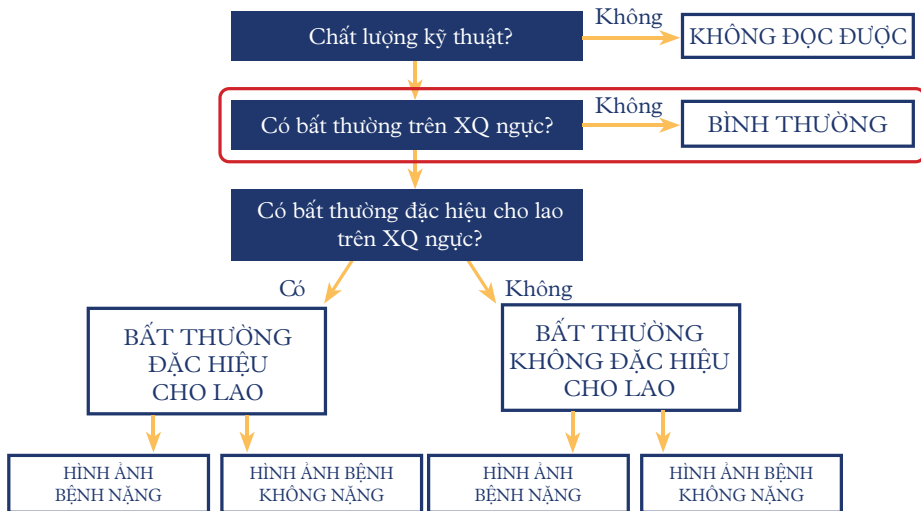 Chất lượng kỹ thuật?
Không
KHÔNG ĐỌC ĐƯỢC
Có bất thường trên XQ ngực?
Không
BÌNH THƯỜNG
Có bất thường đặc hiệu cho lao
trên XQ ngực?
Có
Không
BẤT THƯỜNG
ĐẶC HIỆU
CHO LAO
BẤT THƯỜNG
KHÔNG ĐẶC HIỆU
CHO LAO
HÌNH ẢNH
BỆNH NẶNG
HÌNH ẢNH BỆNH
KHÔNG NẶNG
HÌNH ẢNH
BỆNH NẶNG
HÌNH ẢNH BỆNH
KHÔNG NẶNG